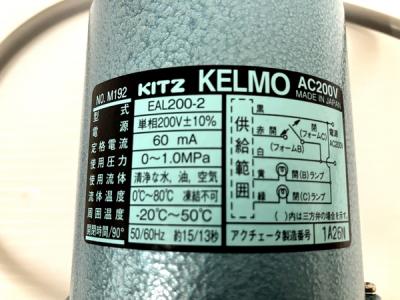 NO. M192 KITZ KELMO AC200V
MADE IN JAPAN
型式 EAL200-2
電源 単相200V±10%
定格電流 60 mA
使用圧力 0~1.0MPa
使用流体 清浄な水, 油, 空気
流体温度 0℃~80℃ 凍結不可
周囲温度 -20℃~50℃
開閉時間/90° 50/60Hz 約15/13秒
供給範囲
黒
赤 開 閉(C)
(フォームB) (フォームC)
白
黄 閉(B)ランプ
緑 開(C)ランプ
電源
AC200V
( )内は三方弁の場合です
アクチェータ製造番号 1A26N